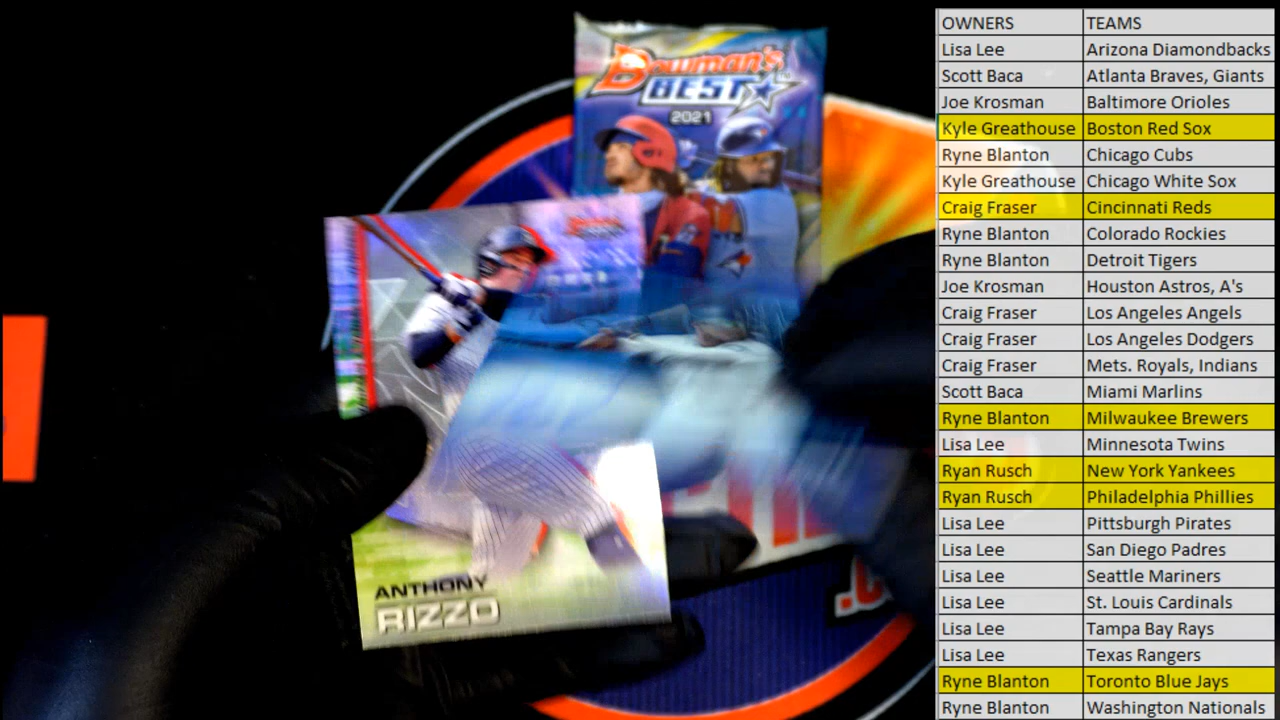 Bowman's
BEST
2021
ANTHONY
RIZZO
OWNERS TEAMS
Lisa Lee Arizona Diamondbacks
Scott Baca Atlanta Braves, Giants
Joe Krosman Baltimore Orioles
Kyle Greathouse Boston Red Sox
Ryne Blanton Chicago Cubs
Kyle Greathouse Chicago White Sox
Craig Fraser Cincinnati Reds
Ryne Blanton Colorado Rockies
Ryne Blanton Detroit Tigers
Joe Krosman Houston Astros, A's
Craig Fraser Los Angeles Angels
Craig Fraser Los Angeles Dodgers
Craig Fraser Mets. Royals, Indians
Scott Baca Miami Marlins
Ryne Blanton Milwaukee Brewers
Lisa Lee Minnesota Twins
Ryan Rusch New York Yankees
Ryan Rusch Philadelphia Phillies
Lisa Lee Pittsburgh Pirates
Lisa Lee San Diego Padres
Lisa Lee Seattle Mariners
Lisa Lee St. Louis Cardinals
Lisa Lee Tampa Bay Rays
Lisa Lee Texas Rangers
Ryne Blanton Toronto Blue Jays
Ryne Blanton Washington Nationals